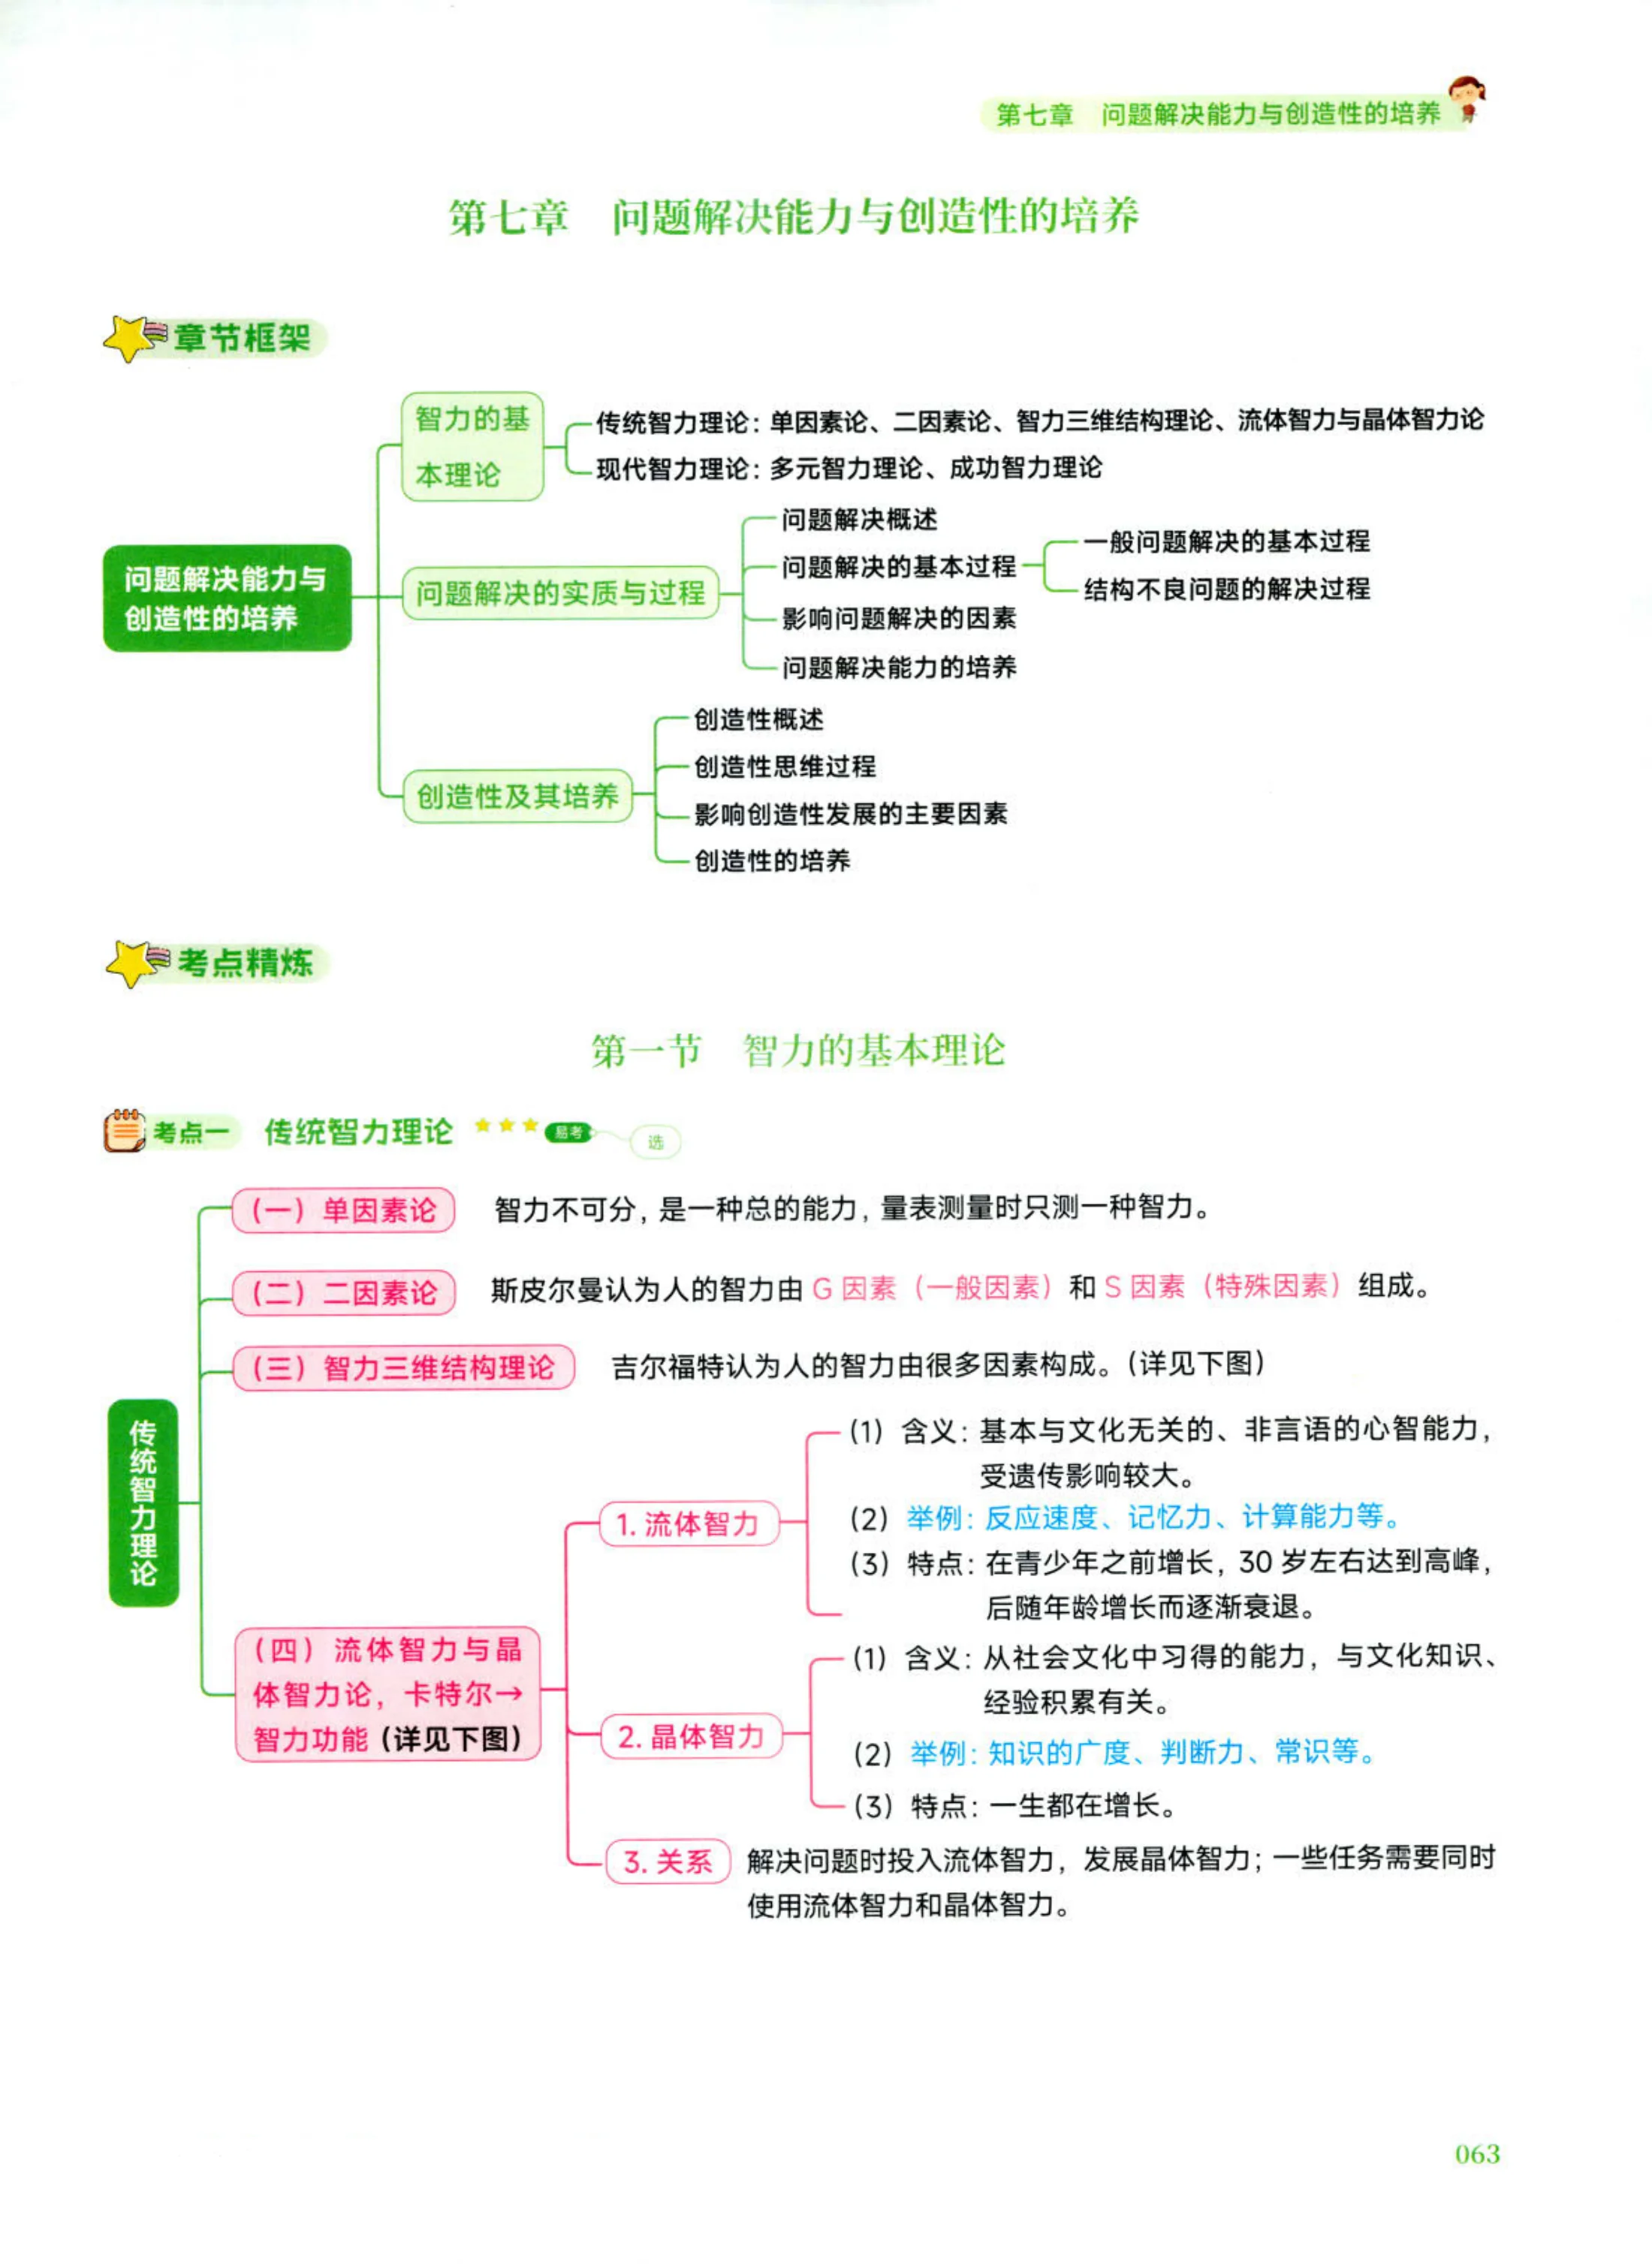 第七章 问题解决能力与创造性的培养
第七章 问题解决能力与创造性的培养
章节框架
问题解决能力与
创造性的培养
智力的基
本理论
传统智力理论：单因素论、二因素论、智力三维结构理论、流体智力与晶体智力论
现代智力理论：多元智力理论、成功智力理论
问题解决的实质与过程
问题解决概述
问题解决的基本过程
一般问题解决的基本过程
结构不良问题的解决过程
影响问题解决的因素
问题解决能力的培养
创造性及其培养
创造性概述
创造性思维过程
影响创造性发展的主要因素
创造性的培养
考点精炼
第一节 智力的基本理论
考点一 传统智力理论 ★★★ 易考 选
传统智力理论
（一）单因素论 智力不可分，是一种总的能力，量表测量时只测一种智力。
（二）二因素论 斯皮尔曼认为人的智力由 G 因素（一般因素）和 S 因素（特殊因素）组成。
（三）智力三维结构理论 吉尔福特认为人的智力由很多因素构成。（详见下图）
（四）流体智力与晶
体智力论，卡特尔→
智力功能（详见下图）
1. 流体智力
（1）含义：基本与文化无关的、非言语的心智能力，
受遗传影响较大。
（2）举例：反应速度、记忆力、计算能力等。
（3）特点：在青少年之前增长，30 岁左右达到高峰，
后随年龄增长而逐渐衰退。
2. 晶体智力
（1）含义：从社会文化中习得的能力，与文化知识、
经验积累有关。
（2）举例：知识的广度、判断力、常识等。
（3）特点：一生都在增长。
3. 关系 解决问题时投入流体智力，发展晶体智力；一些任务需要同时
使用流体智力和晶体智力。
063